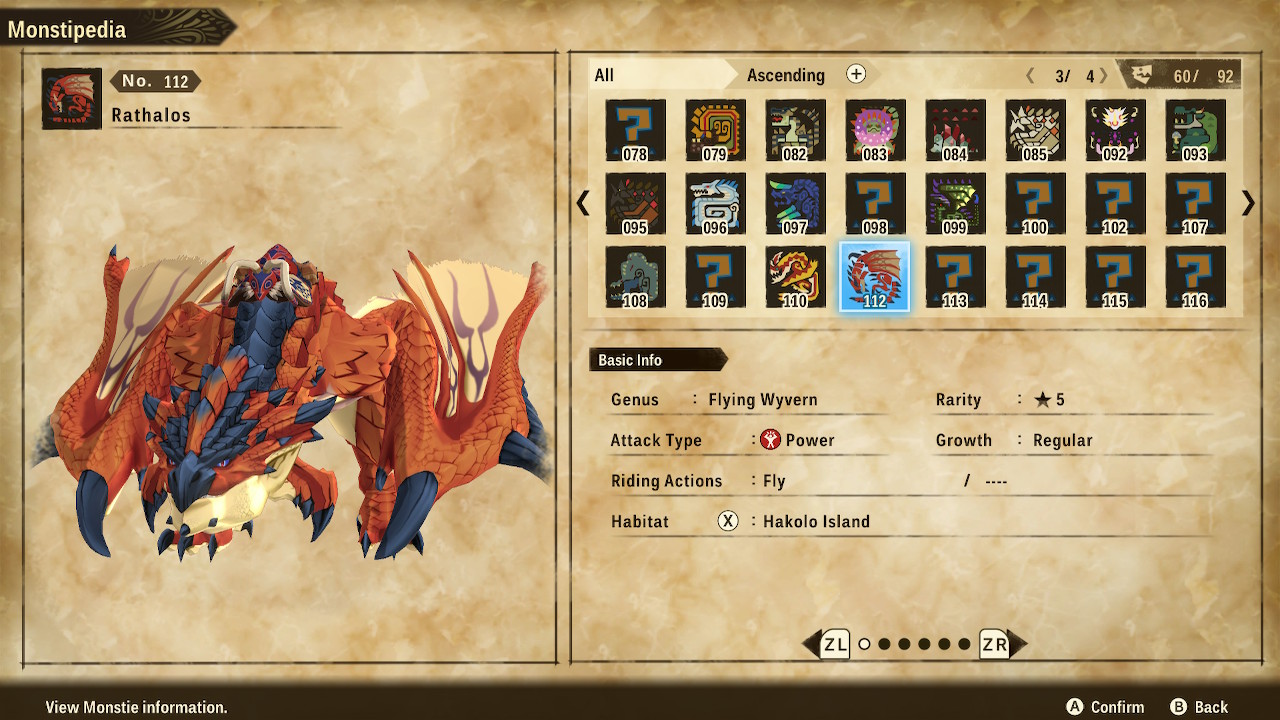 Monstipedia
No. 112
Rathalos
All
Ascending +
3/ 4
60/ 92
078 079 082 083 084 085 092 093
095 096 097 098 099 100 102 107
108 109 110 112 113 114 115 116
Basic Info
Genus : Flying Wyvern
Rarity : ★ 5
Attack Type : Power
Growth : Regular
Riding Actions : Fly / ----
Habitat X : Hakolo Island
ZL ZR
View Monstie information.
A Confirm B Back